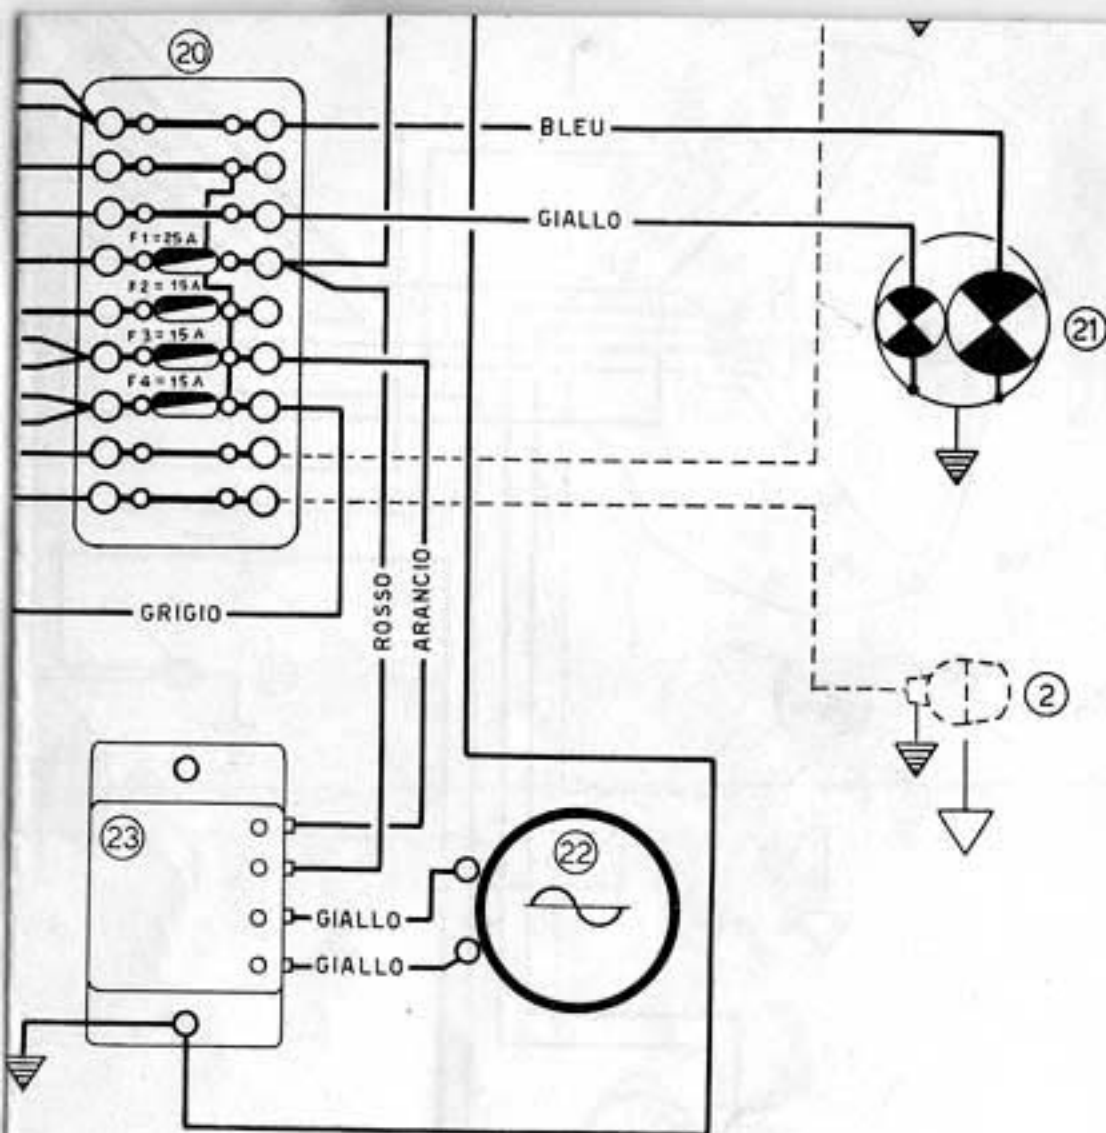 20
BLEU
GIALLO
F1=25A
F2=15A
F3=15A
F4=15A
21
GRIGIO
ROSSO
ARANCIO
2
23
22
GIALLO
GIALLO